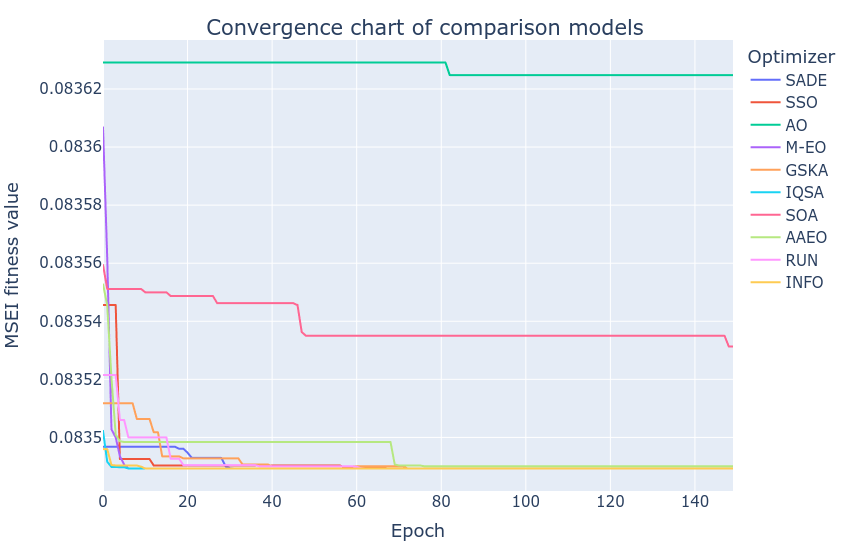 Convergence chart of comparison models
MSEI fitness value
0.08362
0.0836
0.08358
0.08356
0.08354
0.08352
0.0835
0 20 40 60 80 100 120 140
Epoch
Optimizer
SADE
SSO
AO
M-EO
GSKA
IQSA
SOA
AAEO
RUN
INFO